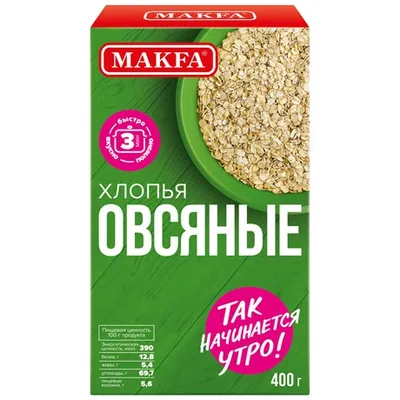 MAKFA®
быстро
3 мин
вкусно
полезно
ХЛОПЬЯ
ОВСЯНЫЕ
ТАК
НАЧИНАЕТСЯ
УТРО!
Пищевая ценность
100 г продукта
Энергетическая
ценность, ккал 390
белки, г 12,8
жиры, г 5,4
углеводы, г 69,7
пищевые
волокна, г 5,6
400 г